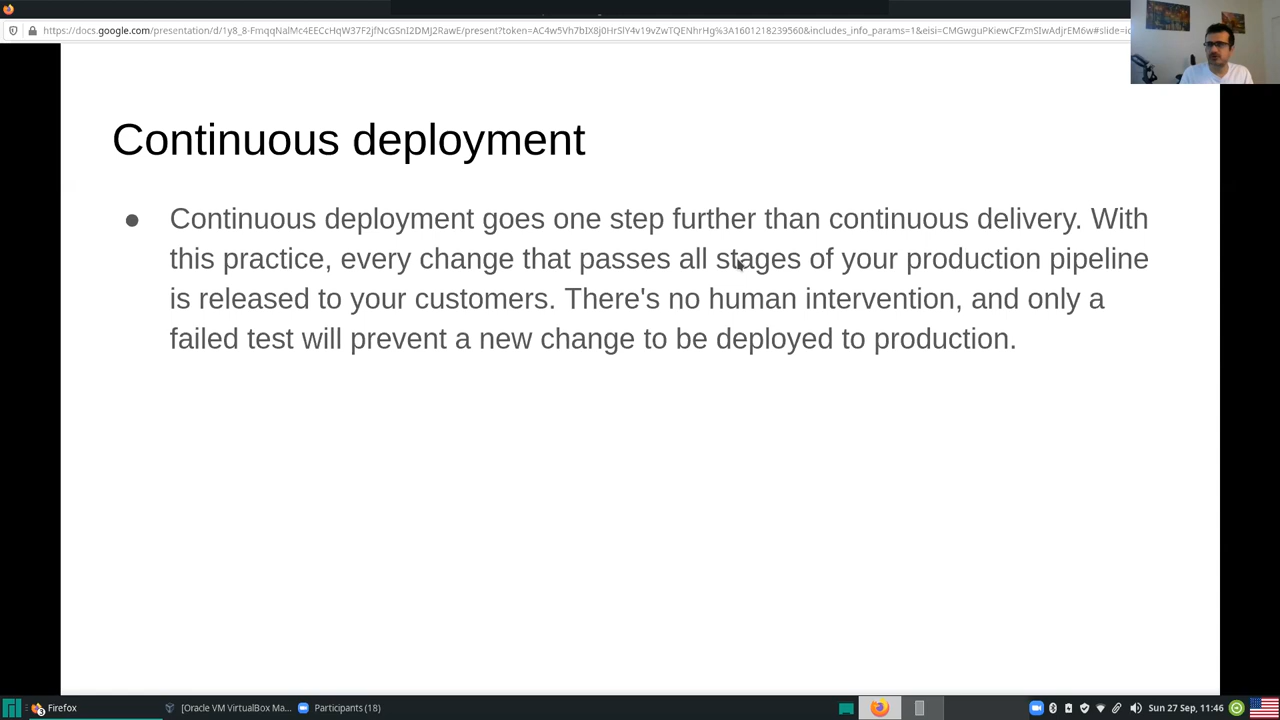 https://docs.google.com/presentation/d/1y8_8-FmqqNalMc4EECcHqW37F2jfNcGSnI2DMJ2RawE/present?token=AC4w5Vh7bIX8j0HrSlY4v19vZwTQENhrHg%3A1601218239560&includes_info_params=1&eisi=CMGwguPKiewCFZmSIwAdjrEM6w#slide=ic
Continuous deployment
● Continuous deployment goes one step further than continuous delivery. With
this practice, every change that passes all stages of your production pipeline
is released to your customers. There's no human intervention, and only a
failed test will prevent a new change to be deployed to production.
3 Firefox [Oracle VM VirtualBox Ma... Participants (18) Sun 27 Sep, 11:46